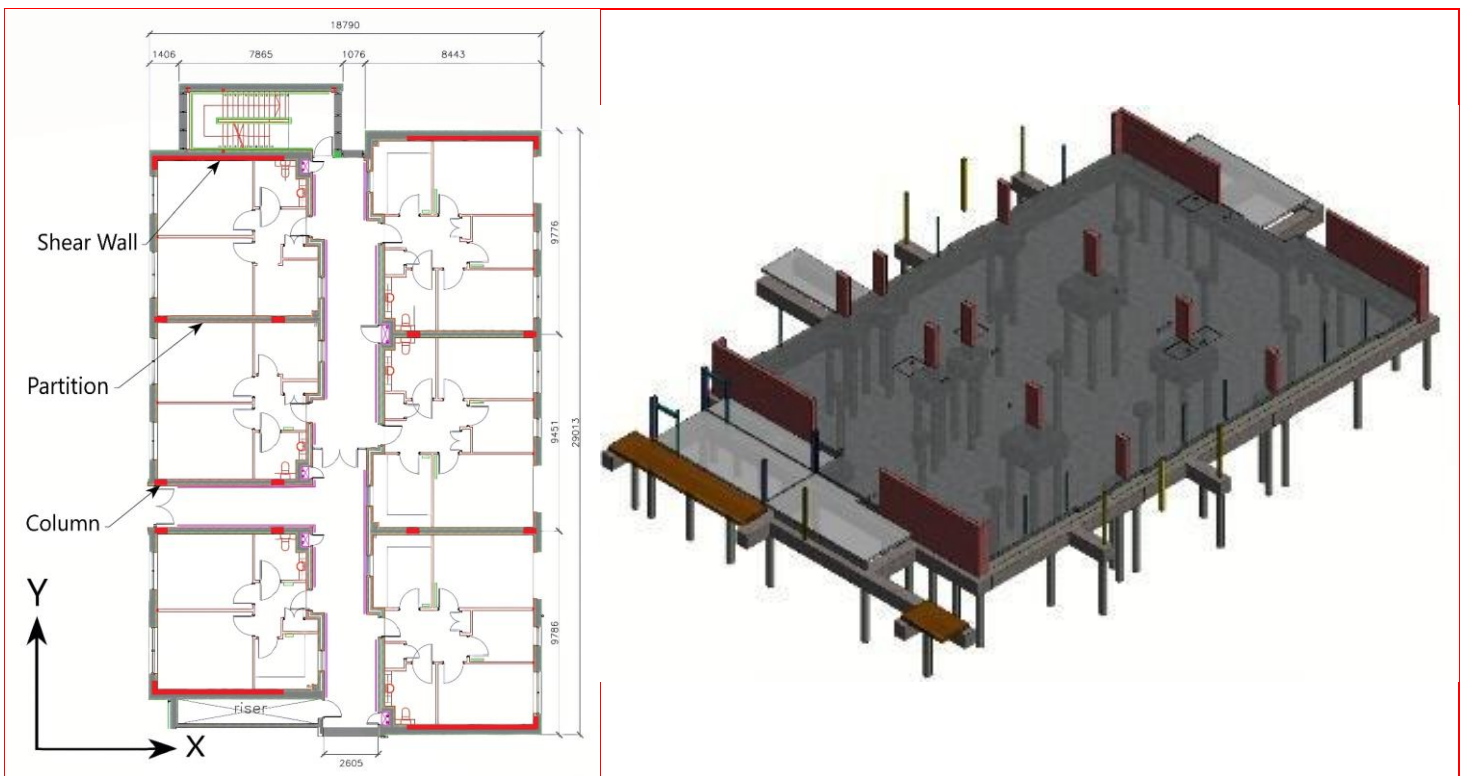 18790
1406 7865 1076 8443
Shear Wall
9776
Partition
9451
29013
Column
9786
Y
riser
X
2605